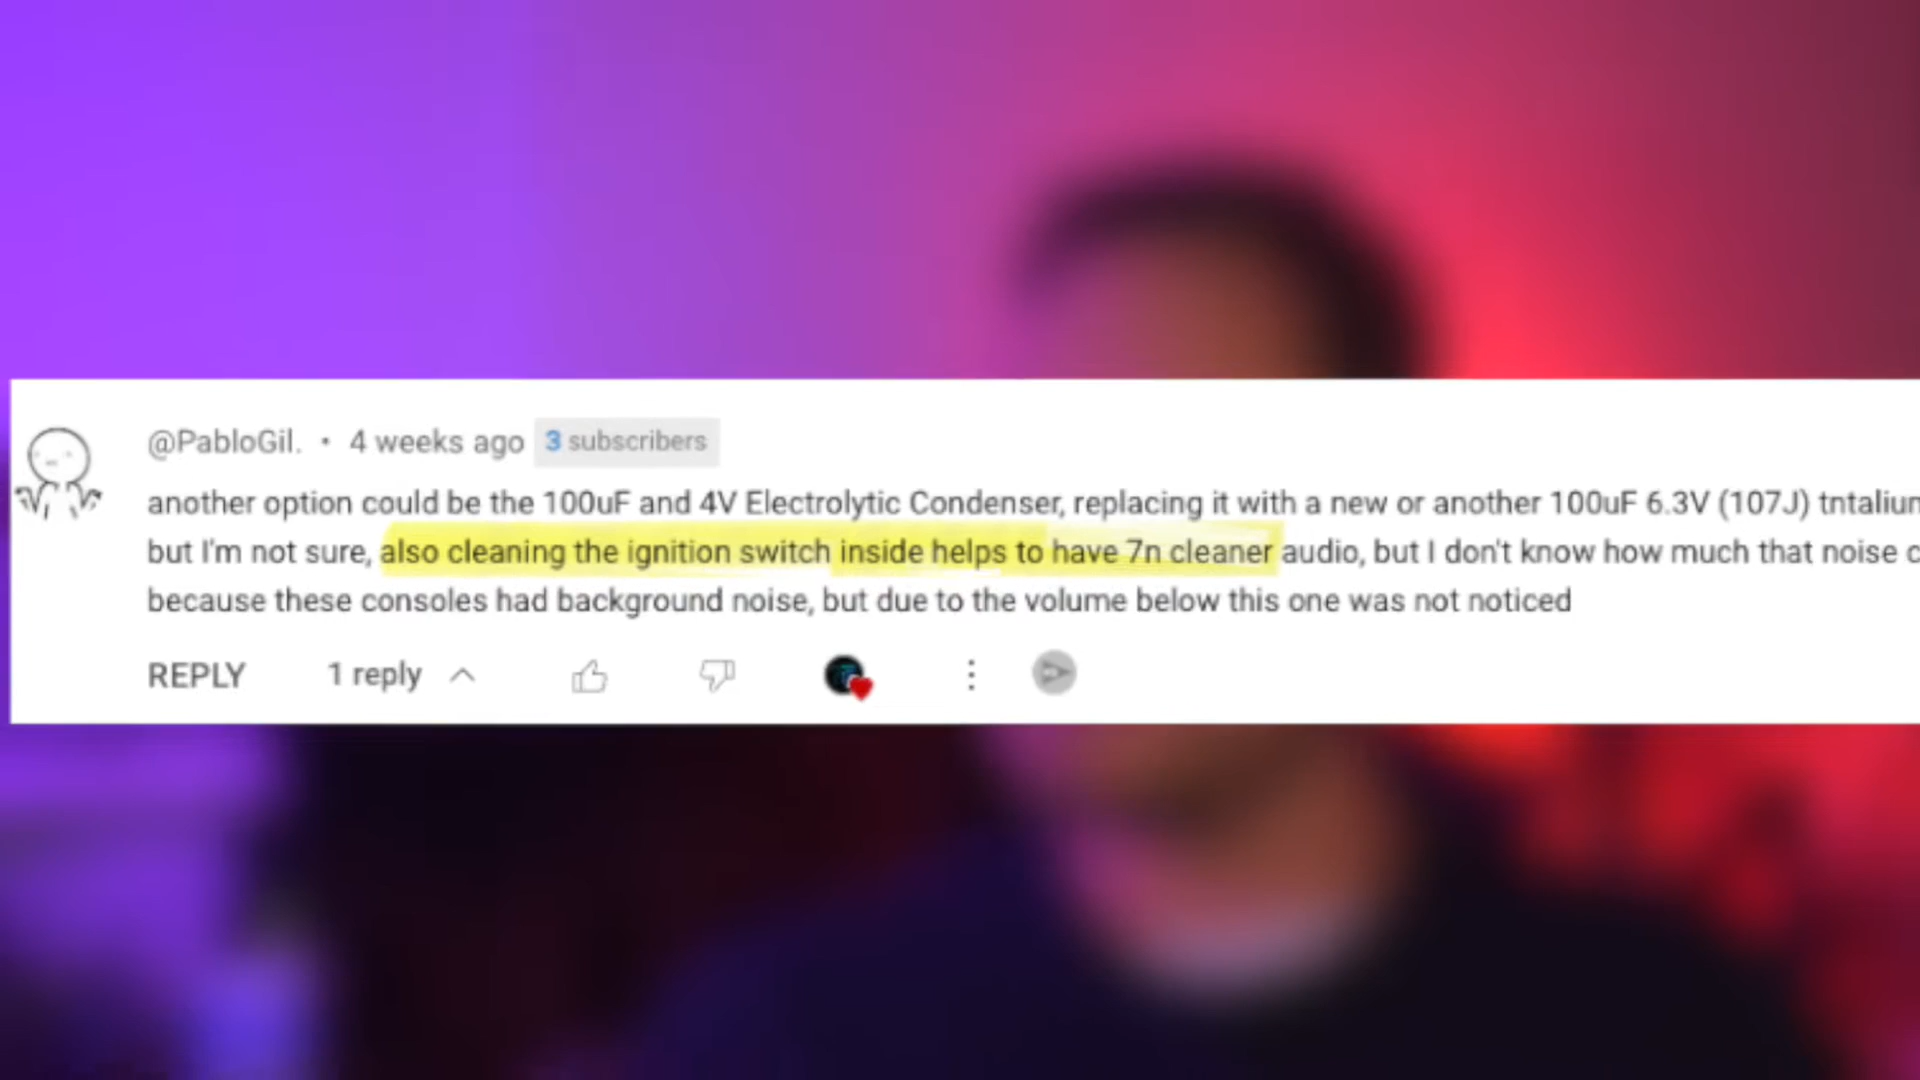 @PabloGil. • 4 weeks ago 3 subscribers
another option could be the 100uF and 4V Electrolytic Condenser, replacing it with a new or another 100uF 6.3V (107J)
but I'm not sure, also cleaning the ignition switch inside helps to have 7n cleaner audio, but I don't know how much that noise
because these consoles had background noise, but due to the volume below this one was not noticed
REPLY 1 reply